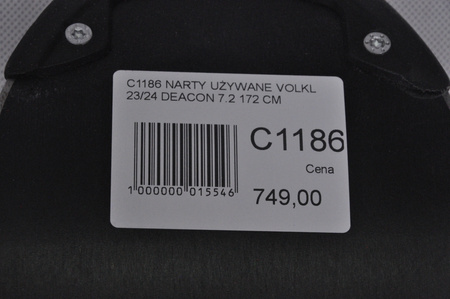 C1186 NARTY UŻYWANE VOLKL
23/24 DEACON 7.2 172 CM
C1186
Cena
749,00
1 000000 015546